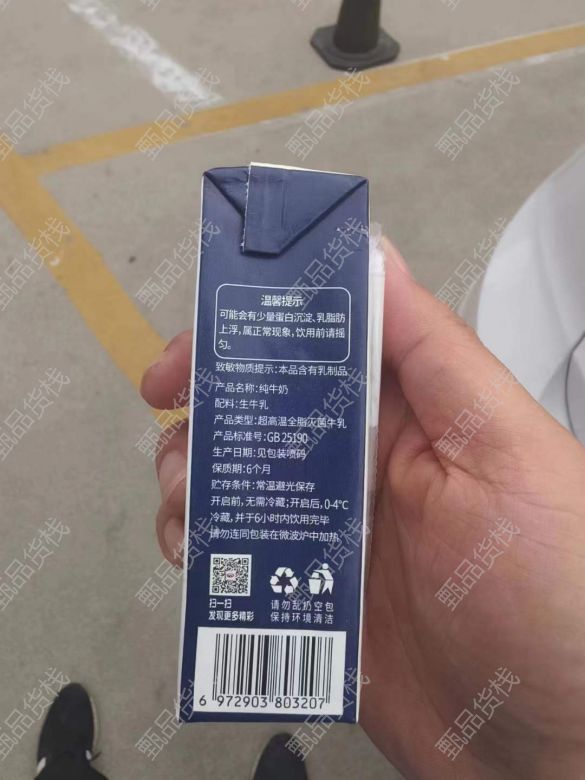 温馨提示
可能会有少量蛋白沉淀、乳脂肪
上浮，属正常现象，饮用前请摇
匀。
致敏物质提示：本品含有乳制品
产品名称：纯牛奶
配料：生牛乳
产品类型：超高温全脂灭菌牛乳
产品标准号：GB 25190
生产日期：见包装喷码
保质期：6个月
贮存条件：常温避光保存
开启前，无需冷藏；开启后，0-4℃
冷藏，并于6小时内饮用完毕
请勿连同包装在微波炉中加热
扫一扫
发现更多精彩
请勿乱扔空包
保持环境清洁
6 972903 803207
甄品货栈